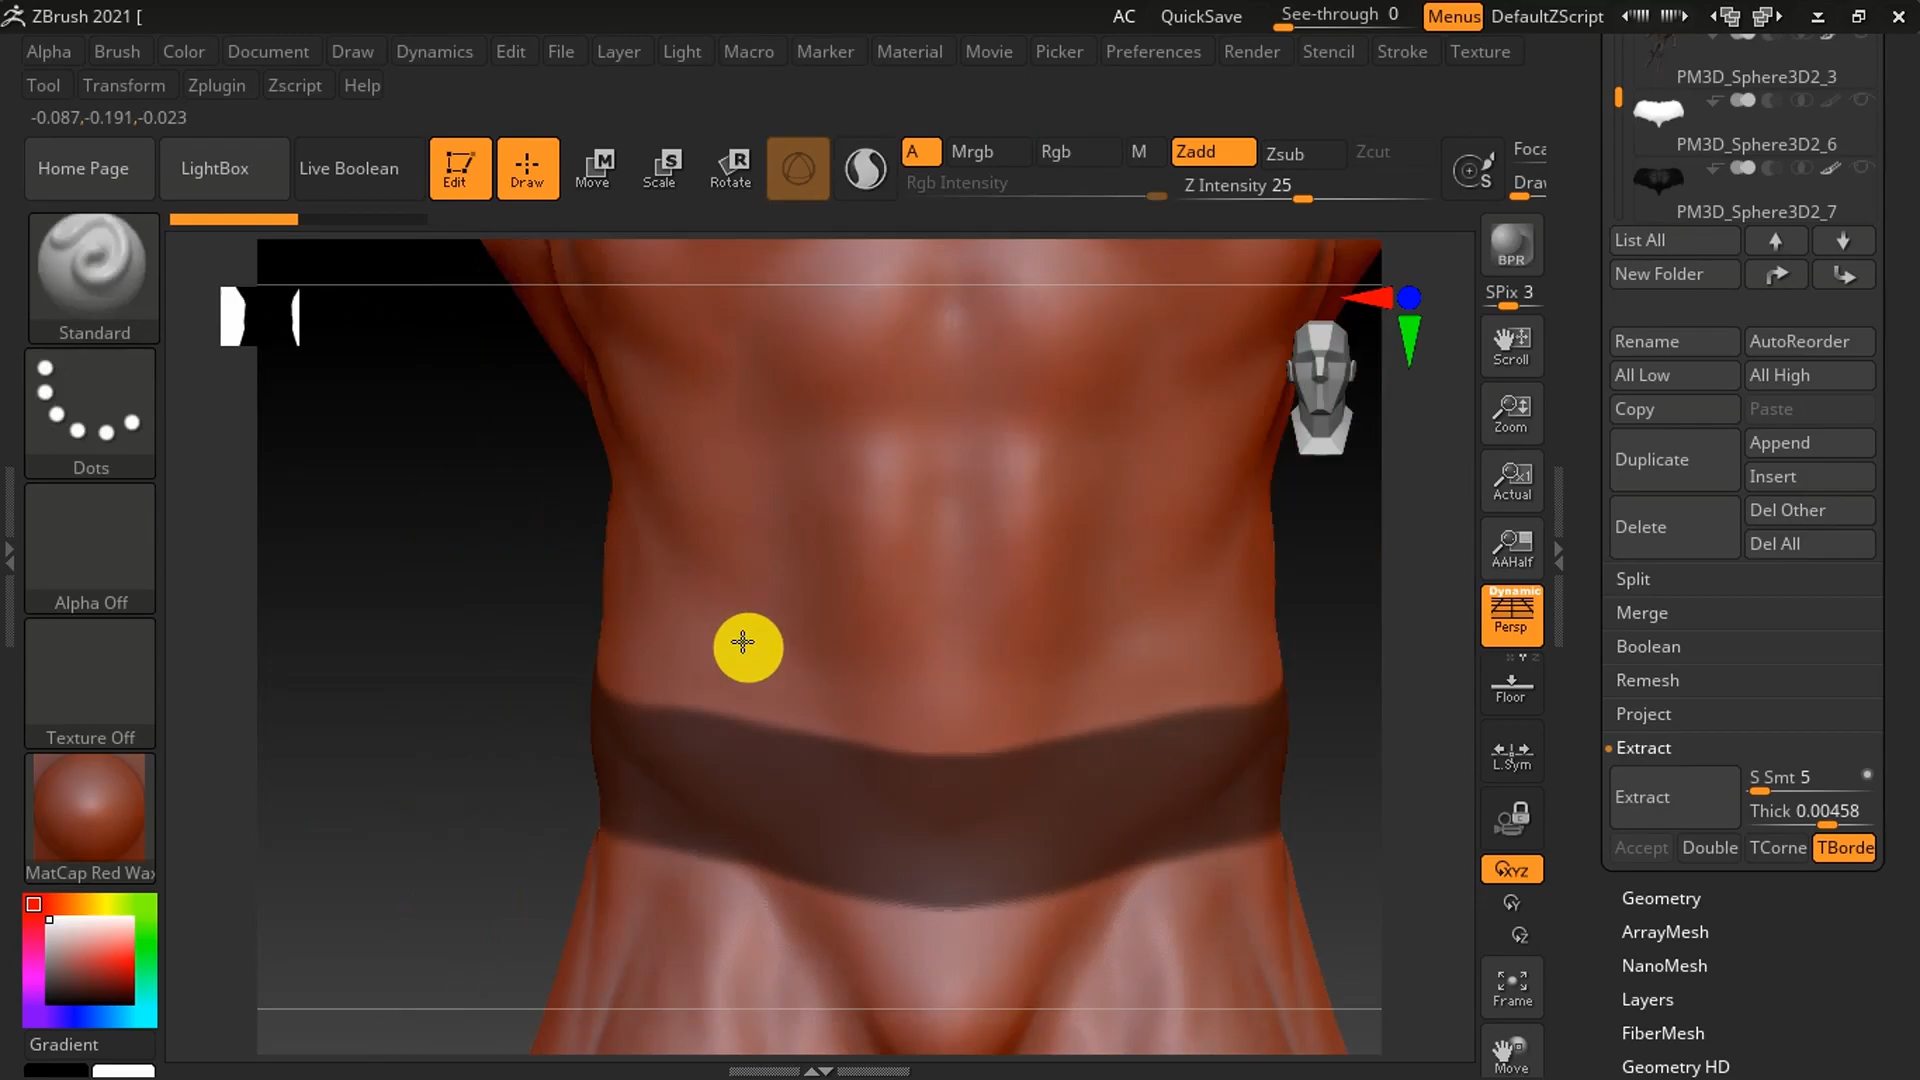 ZBrush 2021 [
AC QuickSave See-through 0 Menus DefaultZScript
Alpha Brush Color Document Draw Dynamics Edit File Layer Light Macro Marker Material Movie Picker Preferences Render Stencil Stroke Texture
Tool Transform Zplugin Zscript Help
-0.087,-0.191,-0.023
Home Page LightBox Live Boolean
Edit Draw
M Move S Scale R Rotate
A Mrgb Rgb M Zadd Zsub Zcut
Rgb Intensity Z Intensity 25
S
Foca
Drav
Standard
Dots
Alpha Off
Texture Off
MatCap Red Wax
Gradient
BPR
SPix 3
Scroll
Zoom
Actual
AAHalf
Dynamic
Persp
Floor
L.Sym
XYZ
Y
Z
Frame
Move
PM3D_Sphere3D2_3
PM3D_Sphere3D2_6
PM3D_Sphere3D2_7
List All
New Folder
Rename AutoReorder
All Low All High
Copy Paste
Duplicate Append
Insert
Delete Del Other
Del All
Split
Merge
Boolean
Remesh
Project
Extract
Extract S Smt 5
Thick 0.00458
Accept Double TCorne TBorde
Geometry
ArrayMesh
NanoMesh
Layers
FiberMesh
Geometry HD